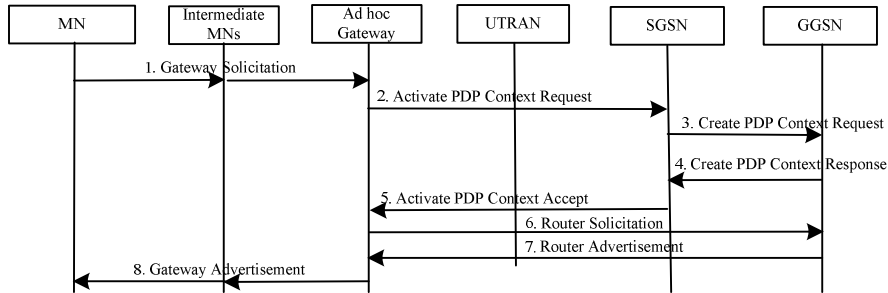 MN
Intermediate
MNs
Ad hoc
Gateway
UTRAN
SGSN
GGSN
1. Gateway Solicitation
2. Activate PDP Context Request
3. Create PDP Context Request
4. Create PDP Context Response
5. Activate PDP Context Accept
6. Router Solicitation
7. Router Advertisement
8. Gateway Advertisement